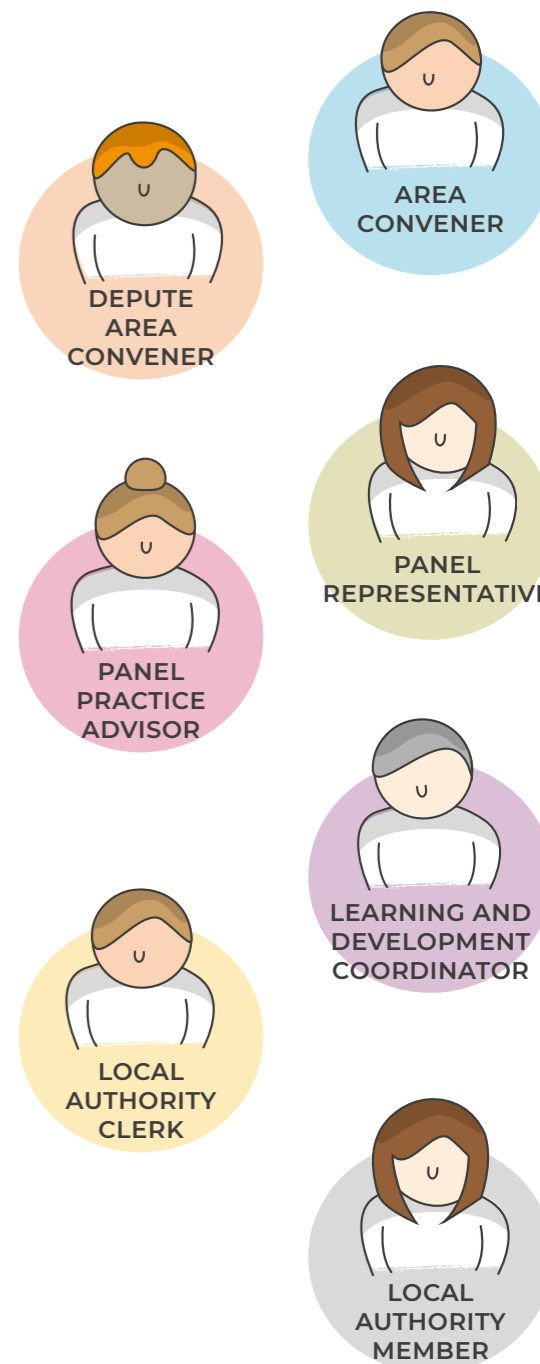 AREA
CONVENER
DEPUTE
AREA
CONVENER
PANEL
REPRESENTATIVE
PANEL
PRACTICE
ADVISOR
LEARNING AND
DEVELOPMENT
COORDINATOR
LOCAL
AUTHORITY
CLERK
LOCAL
AUTHORITY
MEMBER